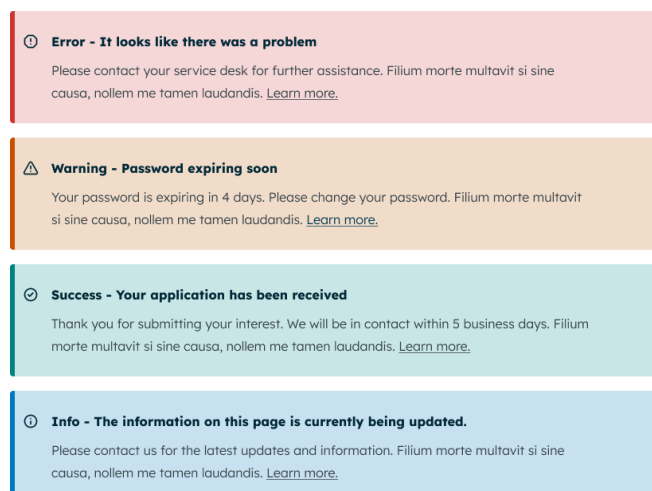 Error - It looks like there was a problem
Please contact your service desk for further assistance. Filium morte multavit si sine
causa, nollem me tamen laudandis. Learn more.
Warning - Password expiring soon
Your password is expiring in 4 days. Please change your password. Filium morte multavit
si sine causa, nollem me tamen laudandis. Learn more.
Success - Your application has been received
Thank you for submitting your interest. We will be in contact within 5 business days. Filium
morte multavit si sine causa, nollem me tamen laudandis. Learn more.
Info - The information on this page is currently being updated.
Please contact us for the latest updates and information. Filium morte multavit si sine
causa, nollem me tamen laudandis. Learn more.